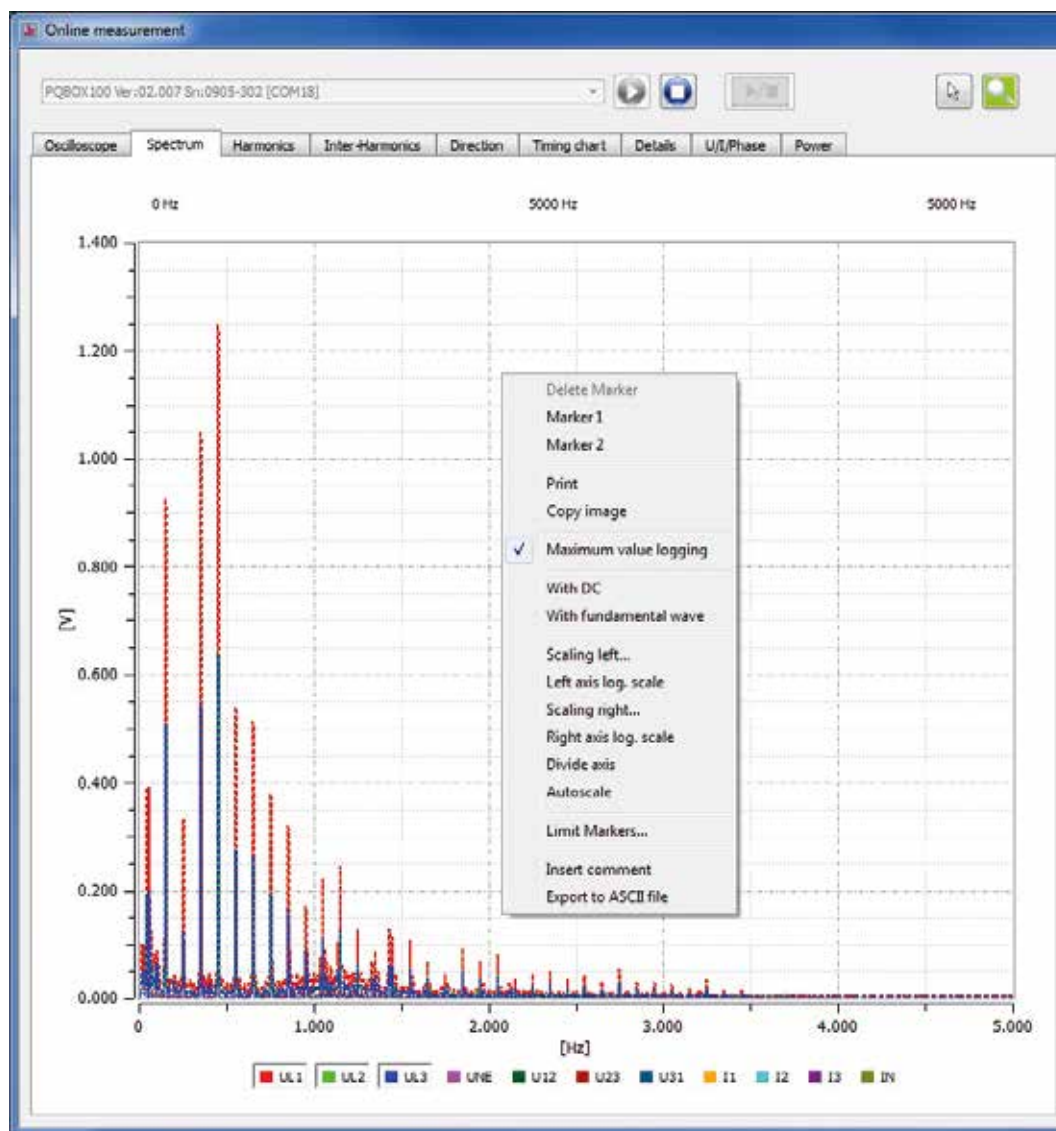 Online measurement
PQBOX100 Ver:02.007 Sn:0905-302 [COM18]
Oscilloscope Spectrum Harmonics Inter-Harmonics Direction Timing chart Details U/I/Phase Power
0 Hz 5000 Hz 5000 Hz
1.400
1.200
1.000
0.800
0.600
0.400
0.200
0.000
[V]
Delete Marker
Marker 1
Marker 2
Print
Copy image
Maximum value logging
With DC
With fundamental wave
Scaling left...
Left axis log. scale
Scaling right...
Right axis log. scale
Divide axis
Autoscale
Limit Markers...
Insert comment
Export to ASCII file
0 1.000 2.000 3.000 4.000 5.000
[Hz]
UL1 UL2 UL3 UNE U12 U23 U31 I1 I2 I3 IN